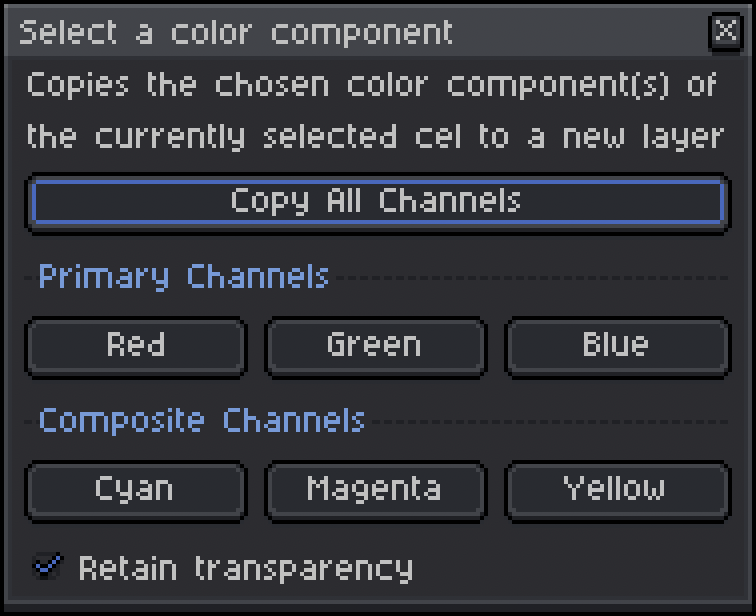 Select a color component
Copies the chosen color component(s) of
the currently selected cel to a new layer
Copy All Channels
Primary Channels
Red Green Blue
Composite Channels
Cyan Magenta Yellow
Retain transparency